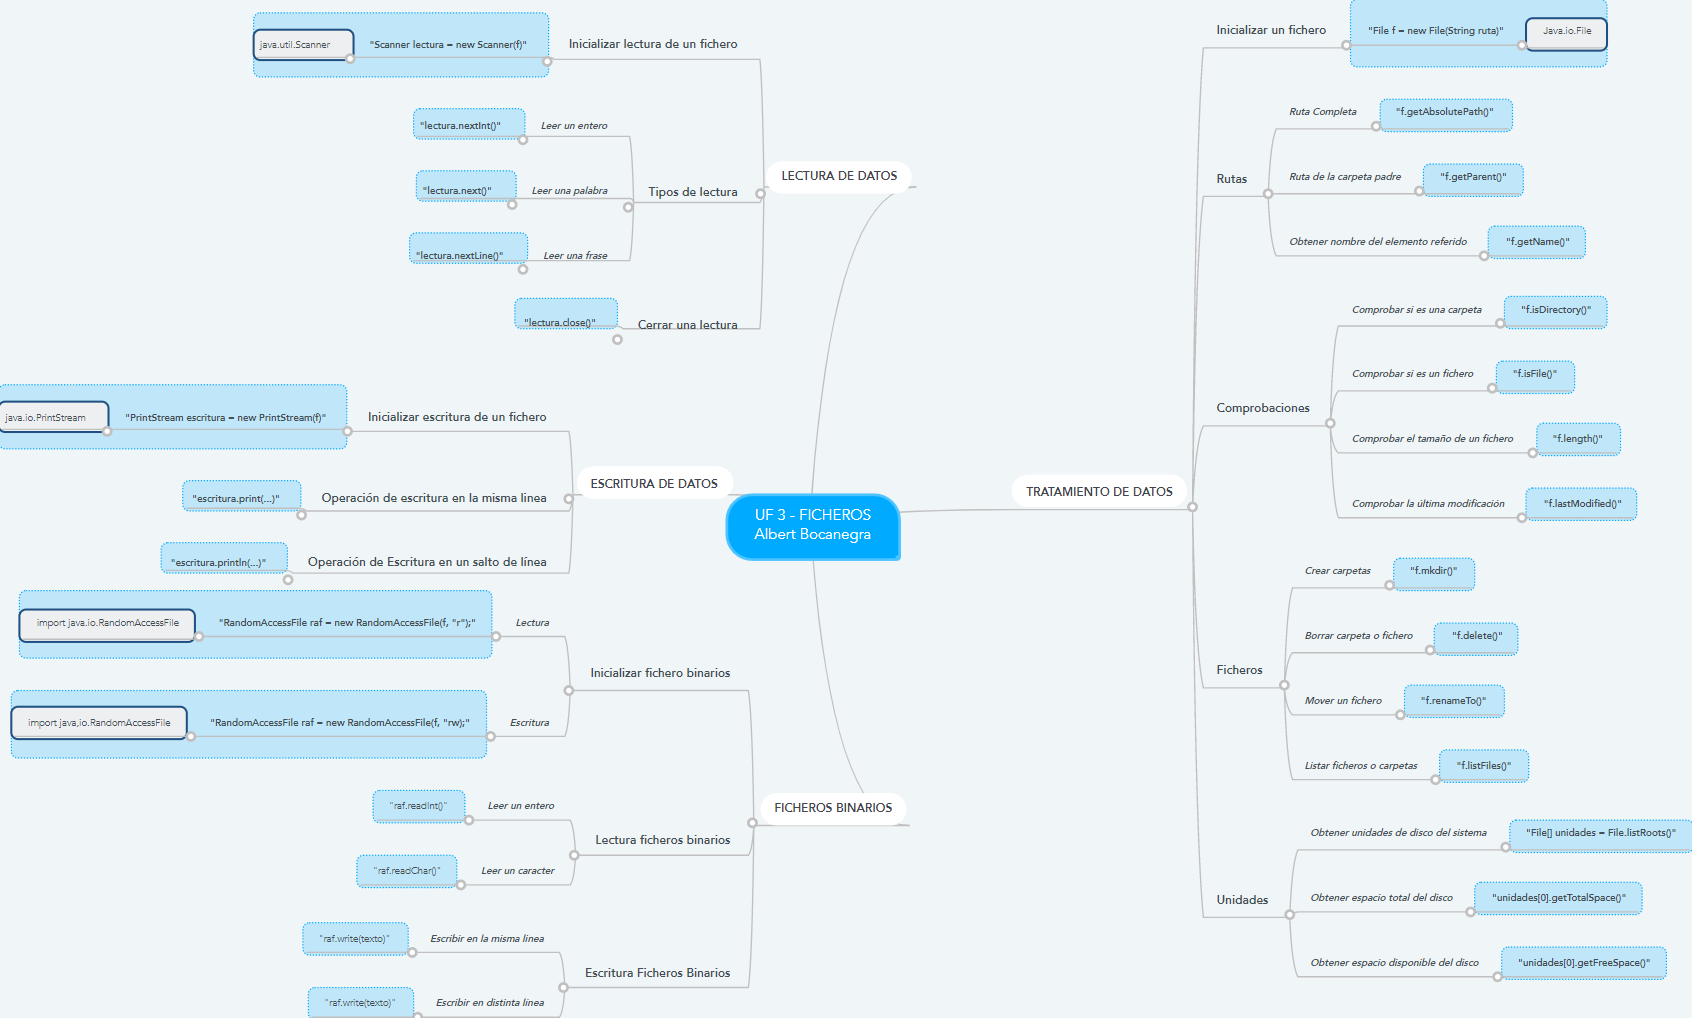 UF 3 - FICHEROS
Albert Bocanegra
LECTURA DE DATOS
Inicializar lectura de un fichero
"Scanner lectura = new Scanner(f)"
java.util.Scanner
Tipos de lectura
Leer un entero
"lectura.nextInt()"
Leer una palabra
"lectura.next()"
Leer una frase
"lectura.nextLine()"
Cerrar una lectura
"lectura.close()"
ESCRITURA DE DATOS
Inicializar escritura de un fichero
"PrintStream escritura = new PrintStream(f)"
java.io.PrintStream
Operación de escritura en la misma linea
"escritura.print(...)"
Operación de Escritura en un salto de línea
"escritura.println(...)"
FICHEROS BINARIOS
Inicializar fichero binarios
Lectura
"RandomAccessFile raf = new RandomAccessFile(f, "r");"
import java.io.RandomAccessFile
Escritura
"RandomAccessFile raf = new RandomAccessFile(f, "rw);"
import java,io.RandomAccessFile
Lectura ficheros binarios
Leer un entero
"raf.readInt()"
Leer un caracter
"raf.readChar()"
Escritura Ficheros Binarios
Escribir en la misma linea
"raf.write(texto)"
Escribir en distinta línea
"raf.write(texto)"
TRATAMIENTO DE DATOS
Inicializar un fichero
"File f = new File(String ruta)"
Java.io.File
Rutas
Ruta Completa
"f.getAbsolutePath()"
Ruta de la carpeta padre
"f.getParent()"
Obtener nombre del elemento referido
"f.getName()"
Comprobaciones
Comprobar si es una carpeta
"f.isDirectory()"
Comprobar si es un fichero
"f.isFile()"
Comprobar el tamaño de un fichero
"f.length()"
Comprobar la última modificación
"f.lastModified()"
Ficheros
Crear carpetas
"f.mkdir()"
Borrar carpeta o fichero
"f.delete()"
Mover un fichero
"f.renameTo()"
Listar ficheros o carpetas
"f.listFiles()"
Unidades
Obtener unidades de disco del sistema
"File[] unidades = File.listRoots()"
Obtener espacio total del disco
"unidades[0].getTotalSpace()"
Obtener espacio disponible del disco
"unidades[0].getFreeSpace()"